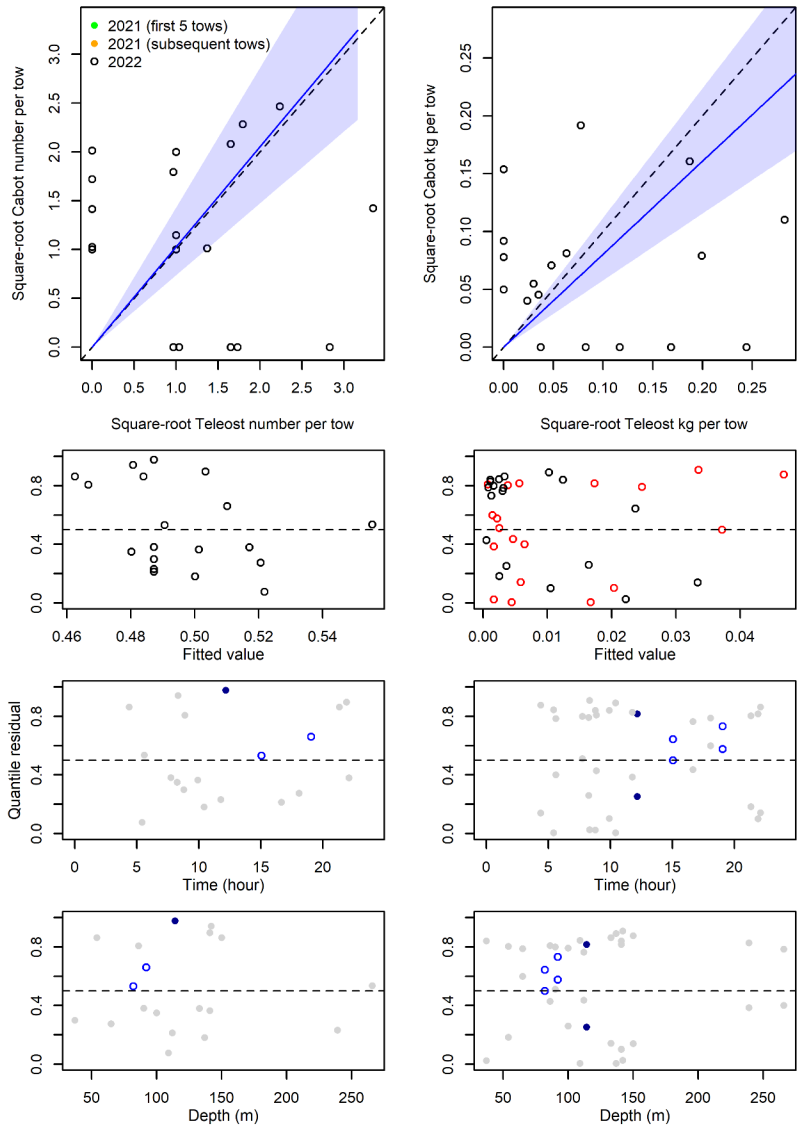 2021 (first 5 tows)
2021 (subsequent tows)
2022
Square-root Cabot number per tow
0.0 0.5 1.0 1.5 2.0 2.5 3.0
0.0 0.5 1.0 1.5 2.0 2.5 3.0
Square-root Teleost number per tow
Square-root Cabot kg per tow
0.00 0.05 0.10 0.15 0.20 0.25
0.00 0.05 0.10 0.15 0.20 0.25
Square-root Teleost kg per tow
0.0 0.4 0.8
0.46 0.48 0.50 0.52 0.54
Fitted value
0.0 0.4 0.8
0.00 0.01 0.02 0.03 0.04
Fitted value
Quantile residual
0.0 0.4 0.8
0 5 10 15 20
Time (hour)
0.0 0.4 0.8
0 5 10 15 20
Time (hour)
0.0 0.4 0.8
50 100 150 200 250
Depth (m)
0.0 0.4 0.8
50 100 150 200 250
Depth (m)